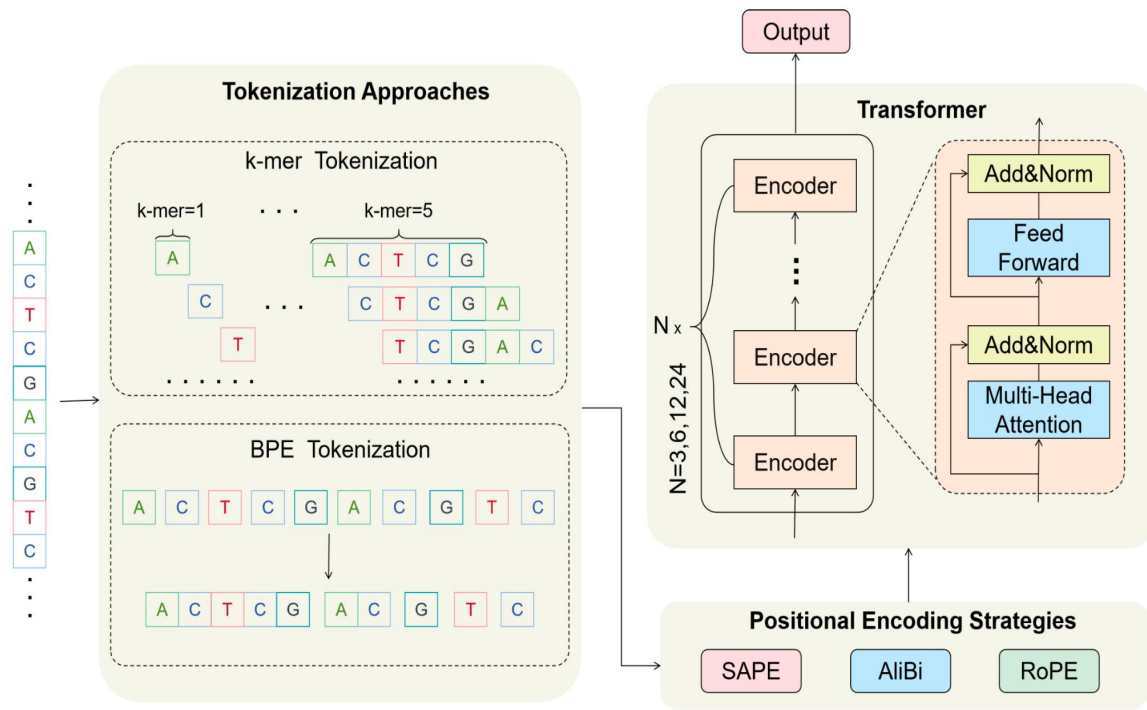 Output
Tokenization Approaches
k-mer Tokenization
k-mer=1 . . . k-mer=5
A
C
T
. . .
A C T C G
C T C G A
T C G A C
. . . . . . . . . . . .
BPE Tokenization
A C T C G A C G T C
A C T C G A C G T C
. . .
A
C
T
C
G
A
C
G
T
C
. . .
Transformer
Encoder
Encoder
Encoder
N x
N=3,6,12,24
Add&Norm
Feed
Forward
Add&Norm
Multi-Head
Attention
Positional Encoding Strategies
SAPE AliBi RoPE